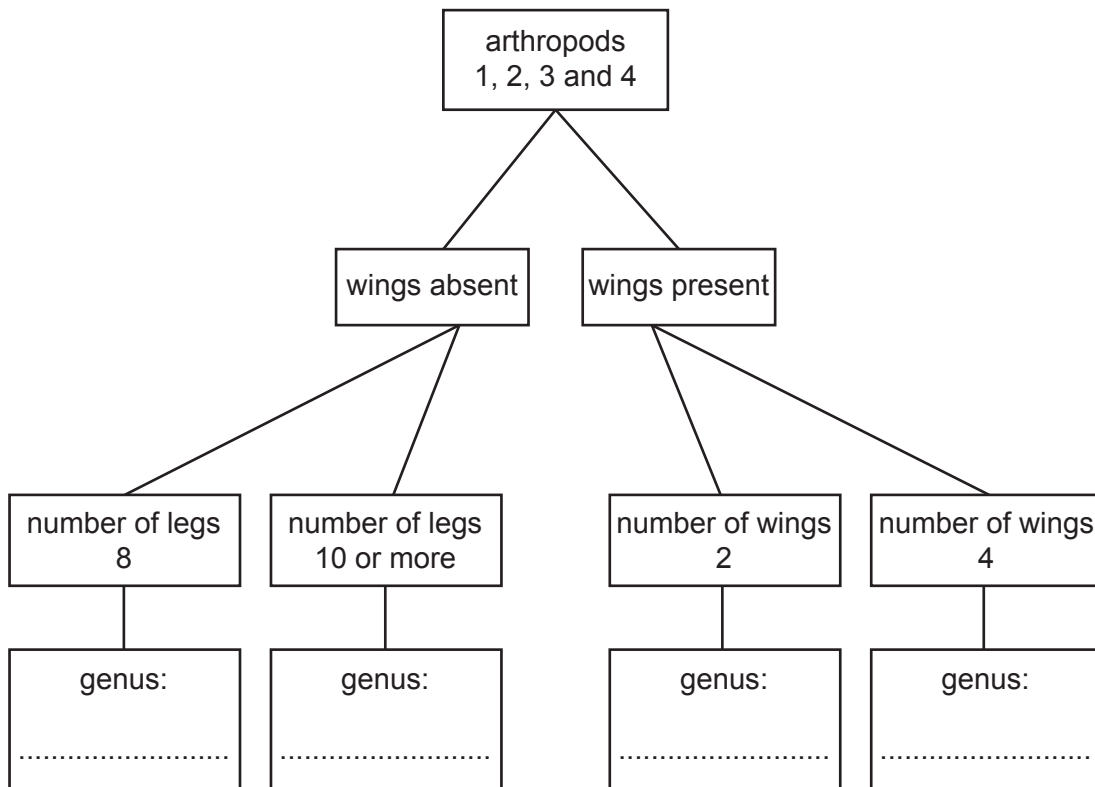 arthropods
1, 2, 3 and 4
wings absent
wings present
number of legs
8
number of legs
10 or more
number of wings
2
number of wings
4
genus:
................................
genus:
................................
genus:
................................
genus:
................................